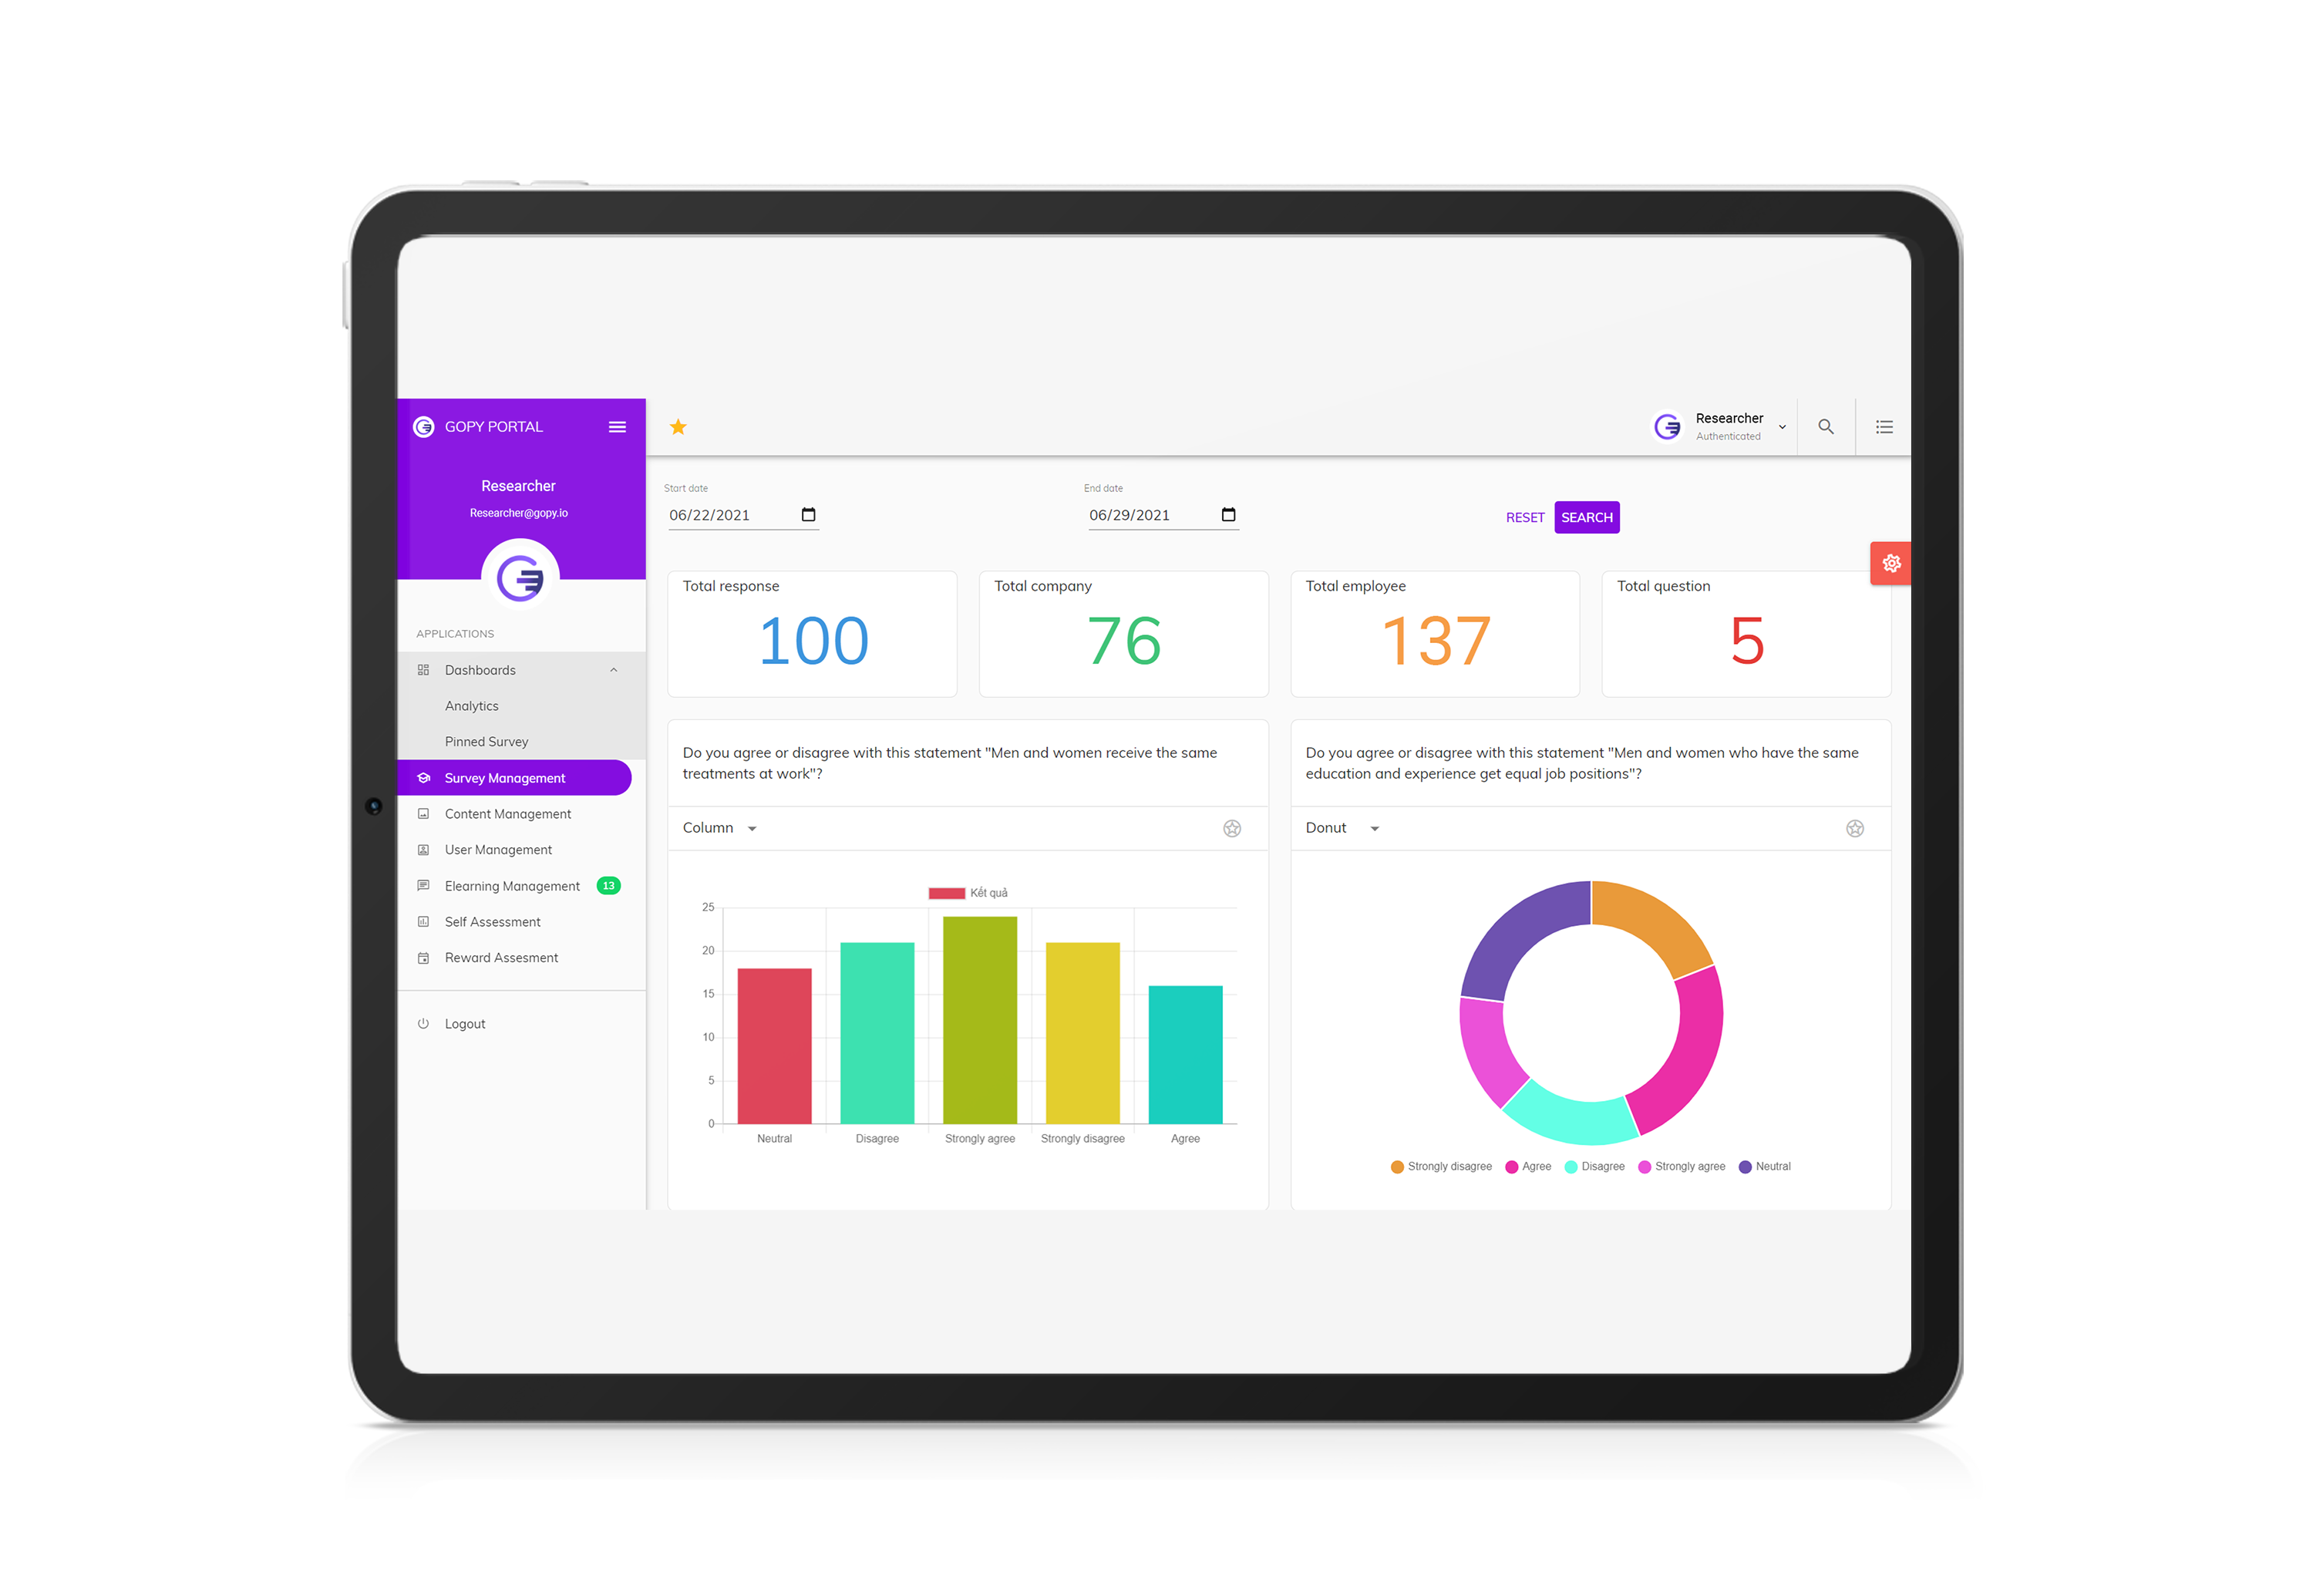 GOPY PORTAL
Researcher
Researcher@gopy.io
APPLICATIONS
Dashboards
Analytics
Pinned Survey
Survey Management
Content Management
User Management
Elearning Management 13
Self Assessment
Reward Assesment
Logout
Researcher
Authenticated
Start date
06/22/2021
End date
06/29/2021
RESET SEARCH
Total response
100
Total company
76
Total employee
137
Total question
5
Do you agree or disagree with this statement "Men and women receive the same
treatments at work"?
Column
Kết quả
25
20
15
10
5
0
Neutral Disagree Strongly agree Strongly disagree Agree
Do you agree or disagree with this statement "Men and women who have the same
education and experience get equal job positions"?
Donut
Strongly disagree Agree Disagree Strongly agree Neutral